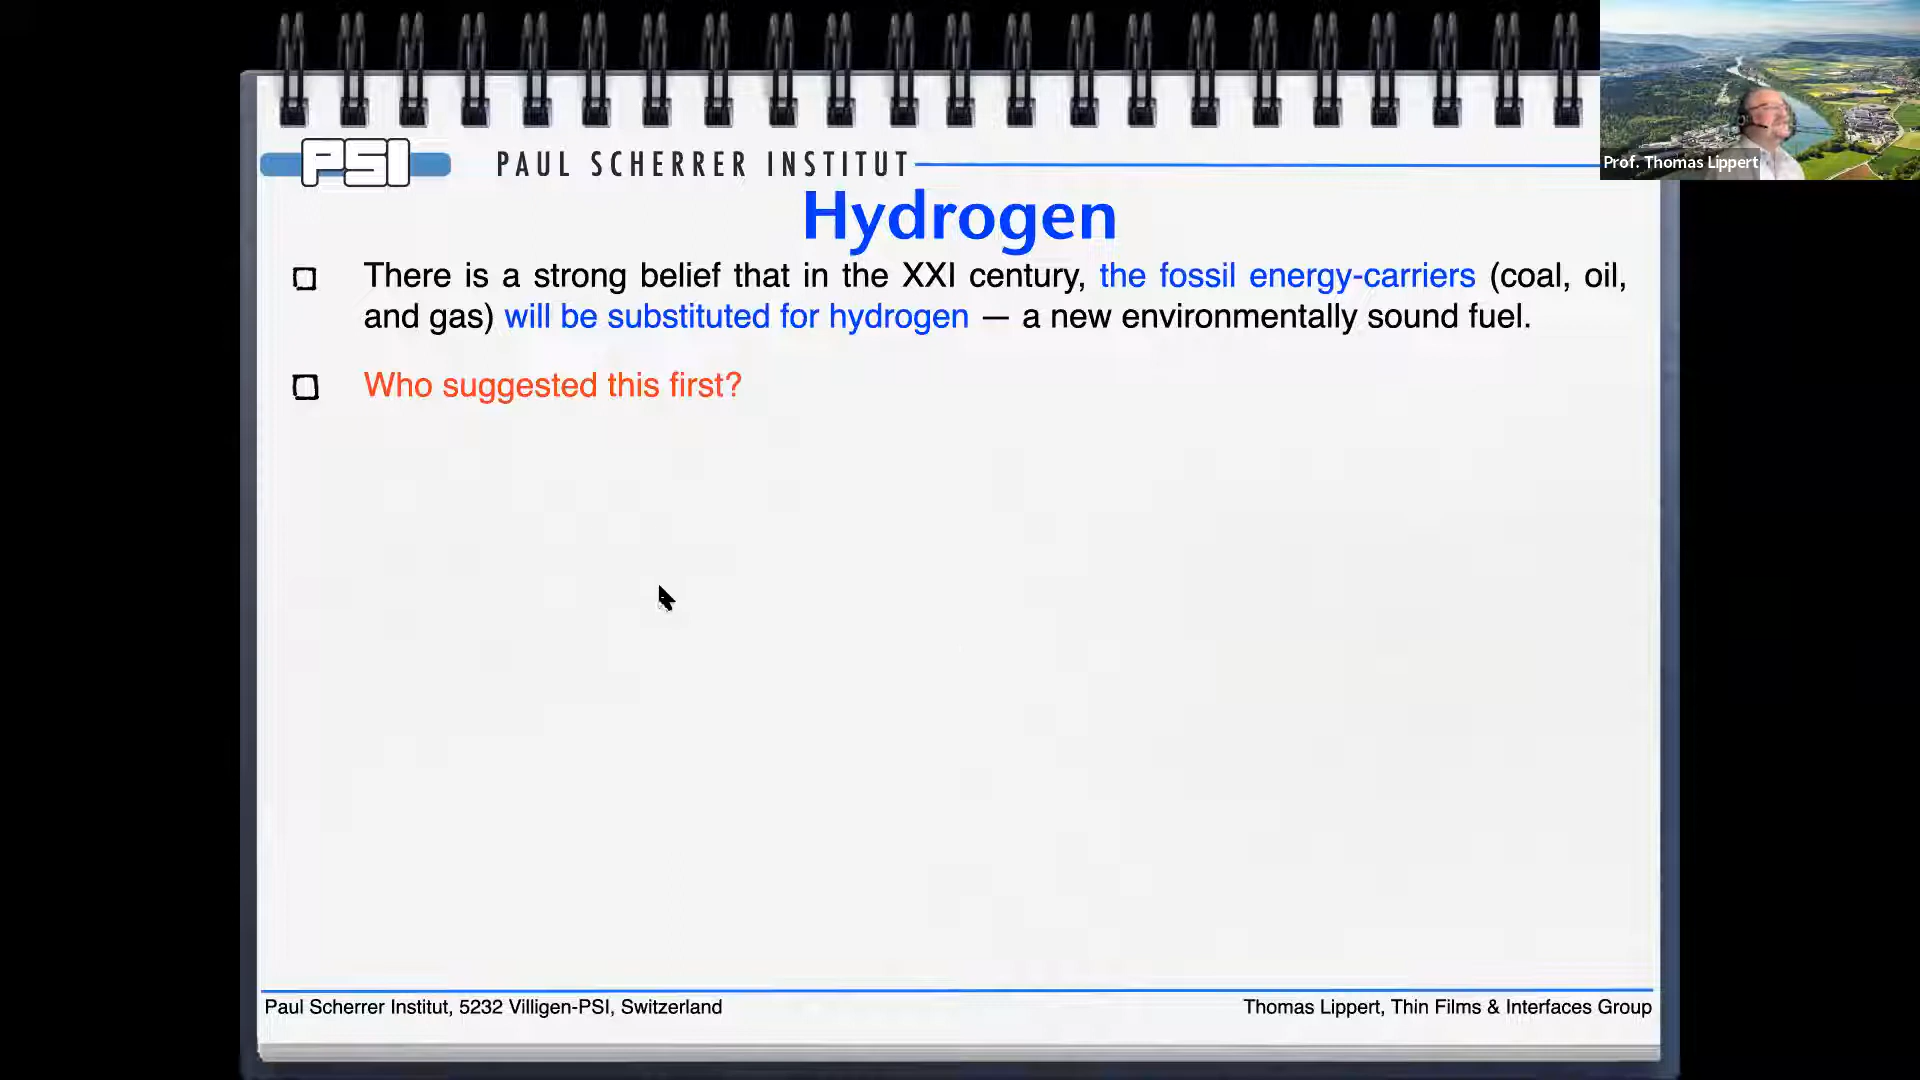 PSI
PAUL SCHERRER INSTITUT
Prof. Thomas Lippert
Hydrogen
There is a strong belief that in the XXI century, the fossil energy-carriers (coal, oil,
and gas) will be substituted for hydrogen — a new environmentally sound fuel.
Who suggested this first?
Paul Scherrer Institut, 5232 Villigen-PSI, Switzerland
Thomas Lippert, Thin Films & Interfaces Group